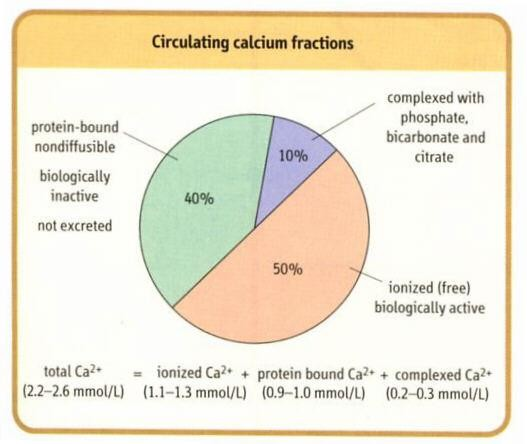 Circulating calcium fractions
protein-bound
nondiffusible
biologically
inactive
not excreted
complexed with
phosphate,
bicarbonate and
citrate
10%
40%
50%
ionized (free)
biologically active
total Ca²⁺ = ionized Ca²⁺ + protein bound Ca²⁺ + complexed Ca²⁺
(2.2–2.6 mmol/L) (1.1–1.3 mmol/L) (0.9–1.0 mmol/L) (0.2–0.3 mmol/L)